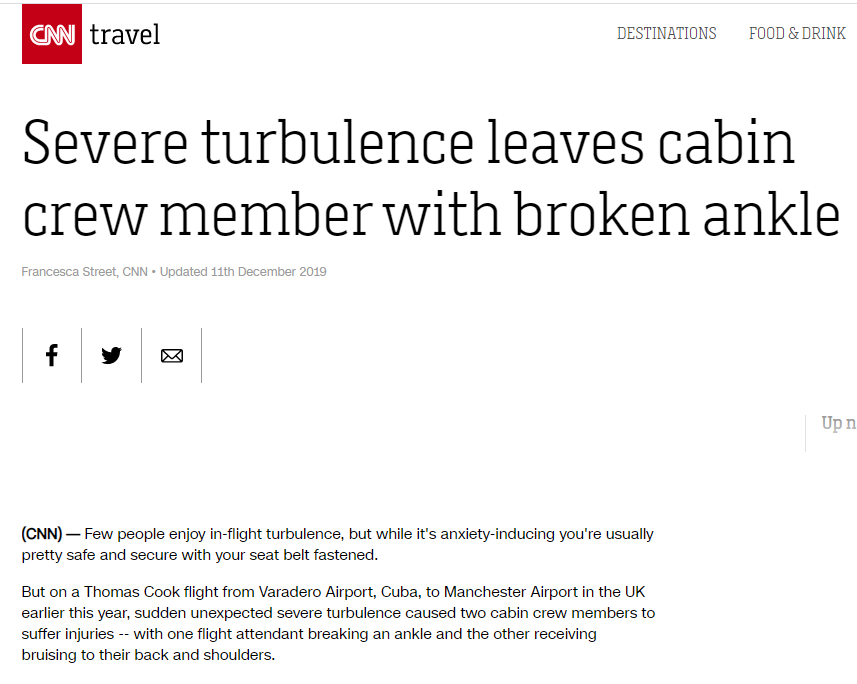 CNN travel
DESTINATIONS FOOD & DRINK
Severe turbulence leaves cabin
crew member with broken ankle
Francesca Street, CNN • Updated 11th December 2019
Up n
(CNN) — Few people enjoy in-flight turbulence, but while it's anxiety-inducing you're usually
pretty safe and secure with your seat belt fastened.
But on a Thomas Cook flight from Varadero Airport, Cuba, to Manchester Airport in the UK
earlier this year, sudden unexpected severe turbulence caused two cabin crew members to
suffer injuries -- with one flight attendant breaking an ankle and the other receiving
bruising to their back and shoulders.